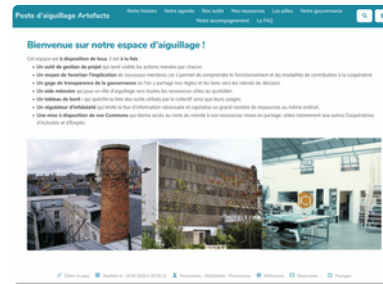 Poste d'aiguillage Artefacts
Notre histoire Notre agenda Nos outils Nos ressources Les pôles Notre gouvernance
Notre accompagnement La FAQ
Bienvenue sur notre espace d'aiguillage !
Cet espace est à disposition de tous, il est à la fois :
Un outil de gestion de projet qui rend visible les actions menées par chacun
Un moyen de favoriser l'implication de nouveaux membres car il permet de comprendre le fonctionnement et les modalités de contribution à la coopérative
Un gage de transparence de la gouvernance où l'on y partage nos règles et les liens vers les relevés de décision
Un aide mémoire qui joue un rôle d'aiguillage vers toutes les ressources utiles au quotidien
Un tableau de bord : qui spécifie la liste des outils utilisés par le collectif ainsi que leurs usages
Un régulateur d'infobésité qui limite le flux d'information nécessaire et capitalise un grand nombre de ressources au même endroit.
Une mise à disposition de nos Communs qui donne accès au reste du monde à nos ressources mises en partage, utiles notamment aux autres Coopératives
d'Activités et d'Emploi
Éditer la page Modifiée le : Propriétaire : Permissions Références Diaporama Partager